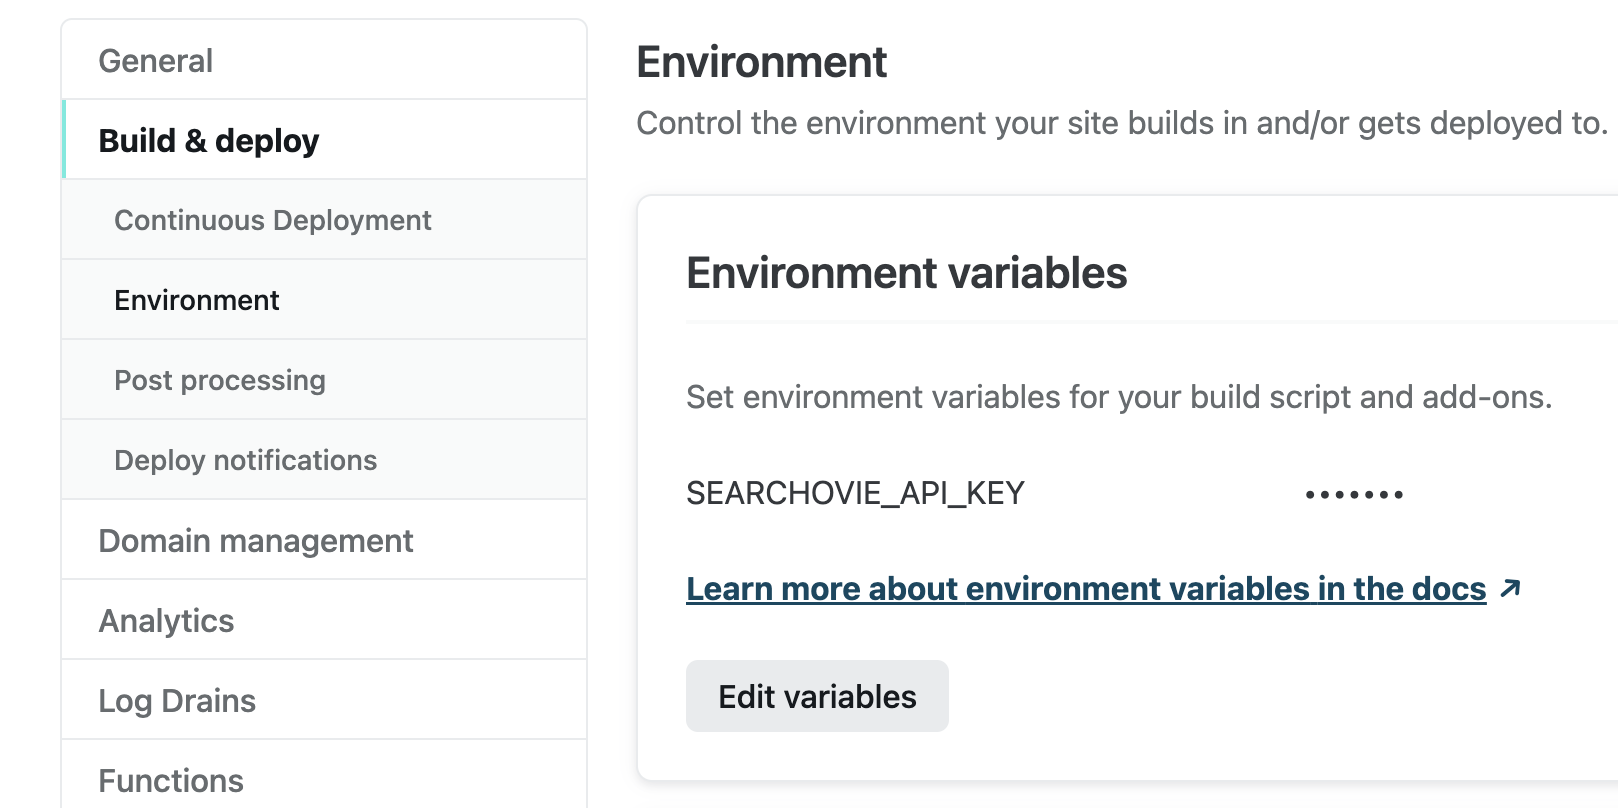 General
Build & deploy
Continuous Deployment
Environment
Post processing
Deploy notifications
Domain management
Analytics
Log Drains
Functions
Environment
Control the environment your site builds in and/or gets deployed to.
Environment variables
Set environment variables for your build script and add-ons.
SEARCHOVIE_API_KEY •••••••
Learn more about environment variables in the docs ↗
Edit variables